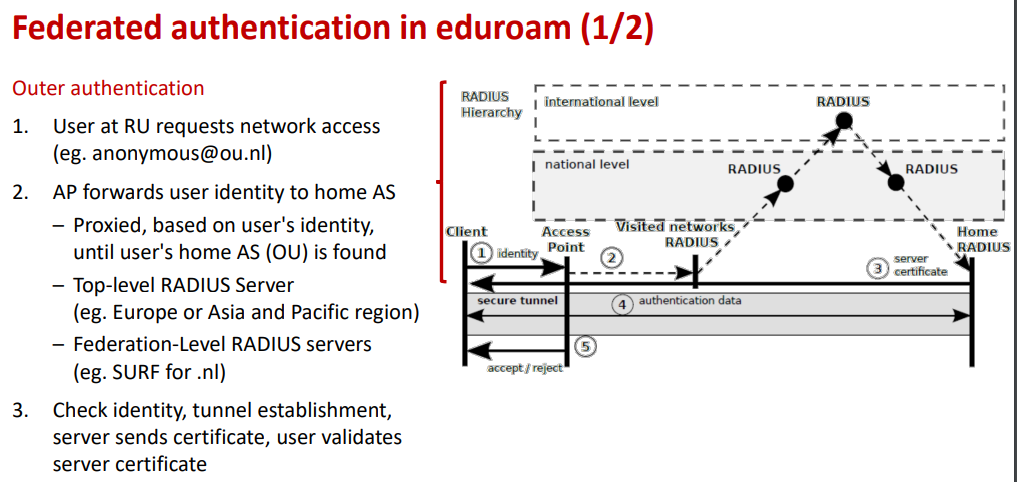 Federated authentication in eduroam (1/2)
Outer authentication
1. User at RU requests network access
(eg. anonymous@ou.nl)
2. AP forwards user identity to home AS
– Proxied, based on user's identity,
until user's home AS (OU) is found
– Top-level RADIUS Server
(eg. Europe or Asia and Pacific region)
– Federation-Level RADIUS servers
(eg. SURF for .nl)
3. Check identity, tunnel establishment,
server sends certificate, user validates
server certificate
RADIUS
Hierarchy
international level
RADIUS
national level
RADIUS
RADIUS
Client
Access
Point
Visited networks
RADIUS
Home
RADIUS
1 identity
2
3 server
certificate
secure tunnel
4 authentication data
5
accept / reject